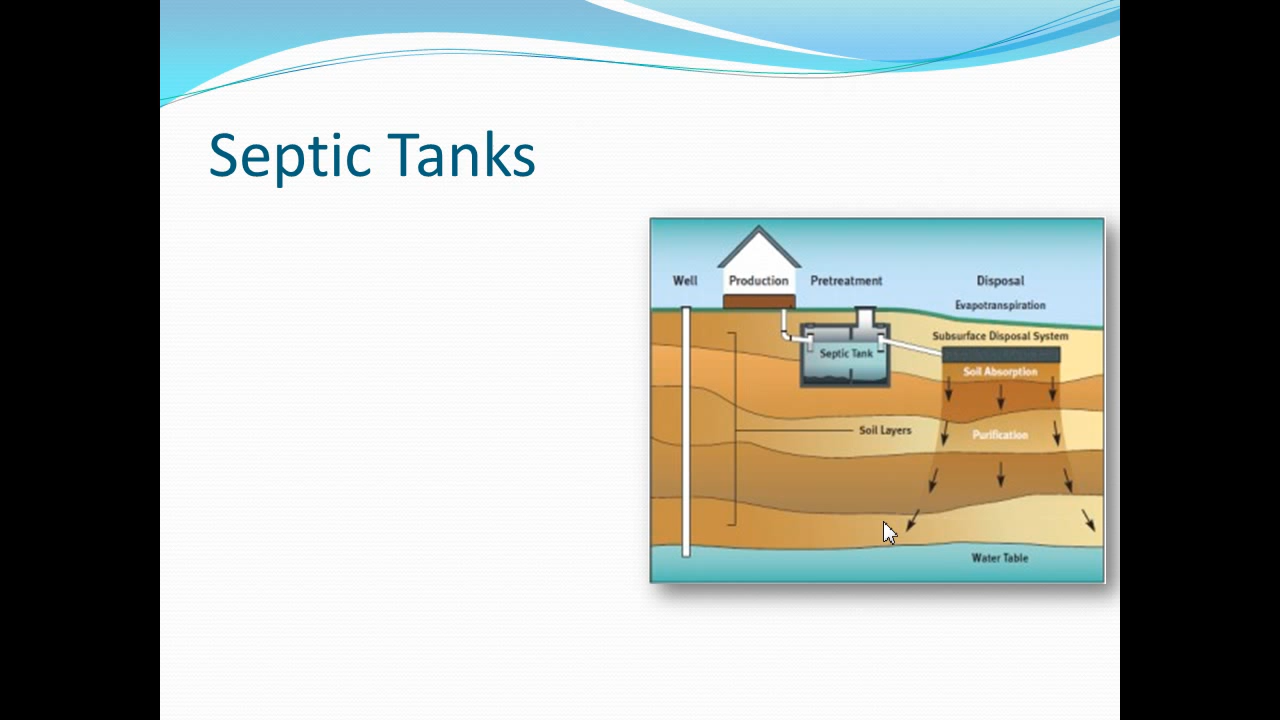 Septic Tanks
Well
Production
Pretreatment
Disposal
Evapotranspiration
Subsurface Disposal System
Septic Tank
Soil Absorption
Soil Layers
Purification
Water Table